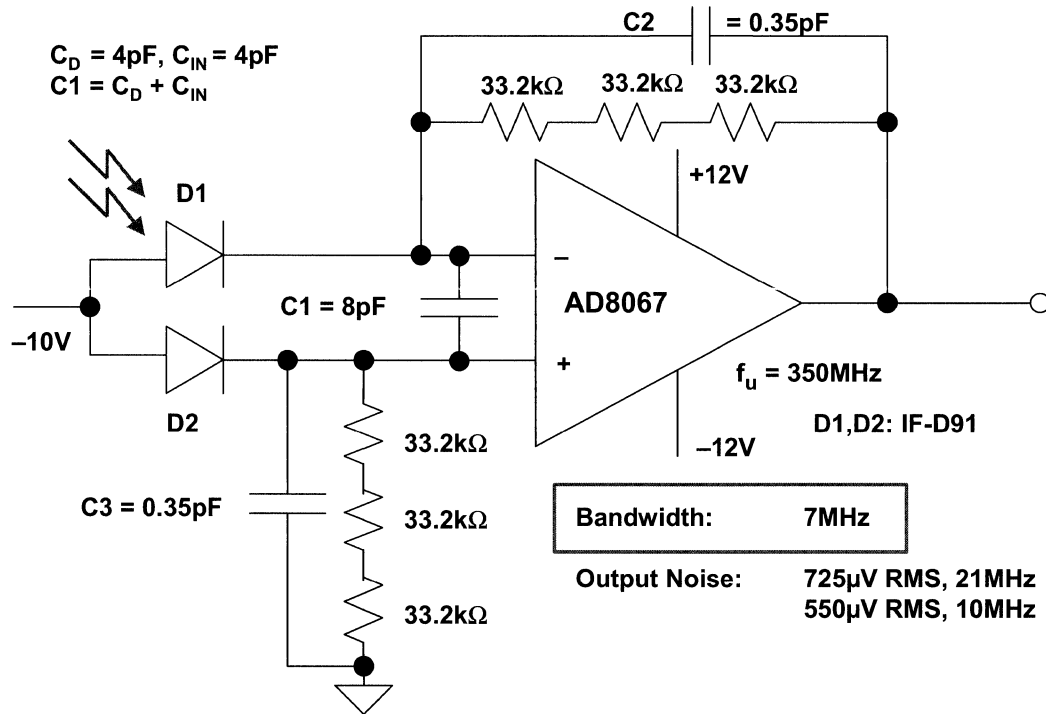 C2 = 0.35pF
C_D = 4pF, C_IN = 4pF
C1 = C_D + C_IN
33.2kΩ 33.2kΩ 33.2kΩ
+12V
D1
–
C1 = 8pF
AD8067
–10V
+
f_u = 350MHz
D2
D1,D2: IF-D91
33.2kΩ
–12V
C3 = 0.35pF
33.2kΩ
Bandwidth: 7MHz
Output Noise: 725µV RMS, 21MHz
550µV RMS, 10MHz
33.2kΩ